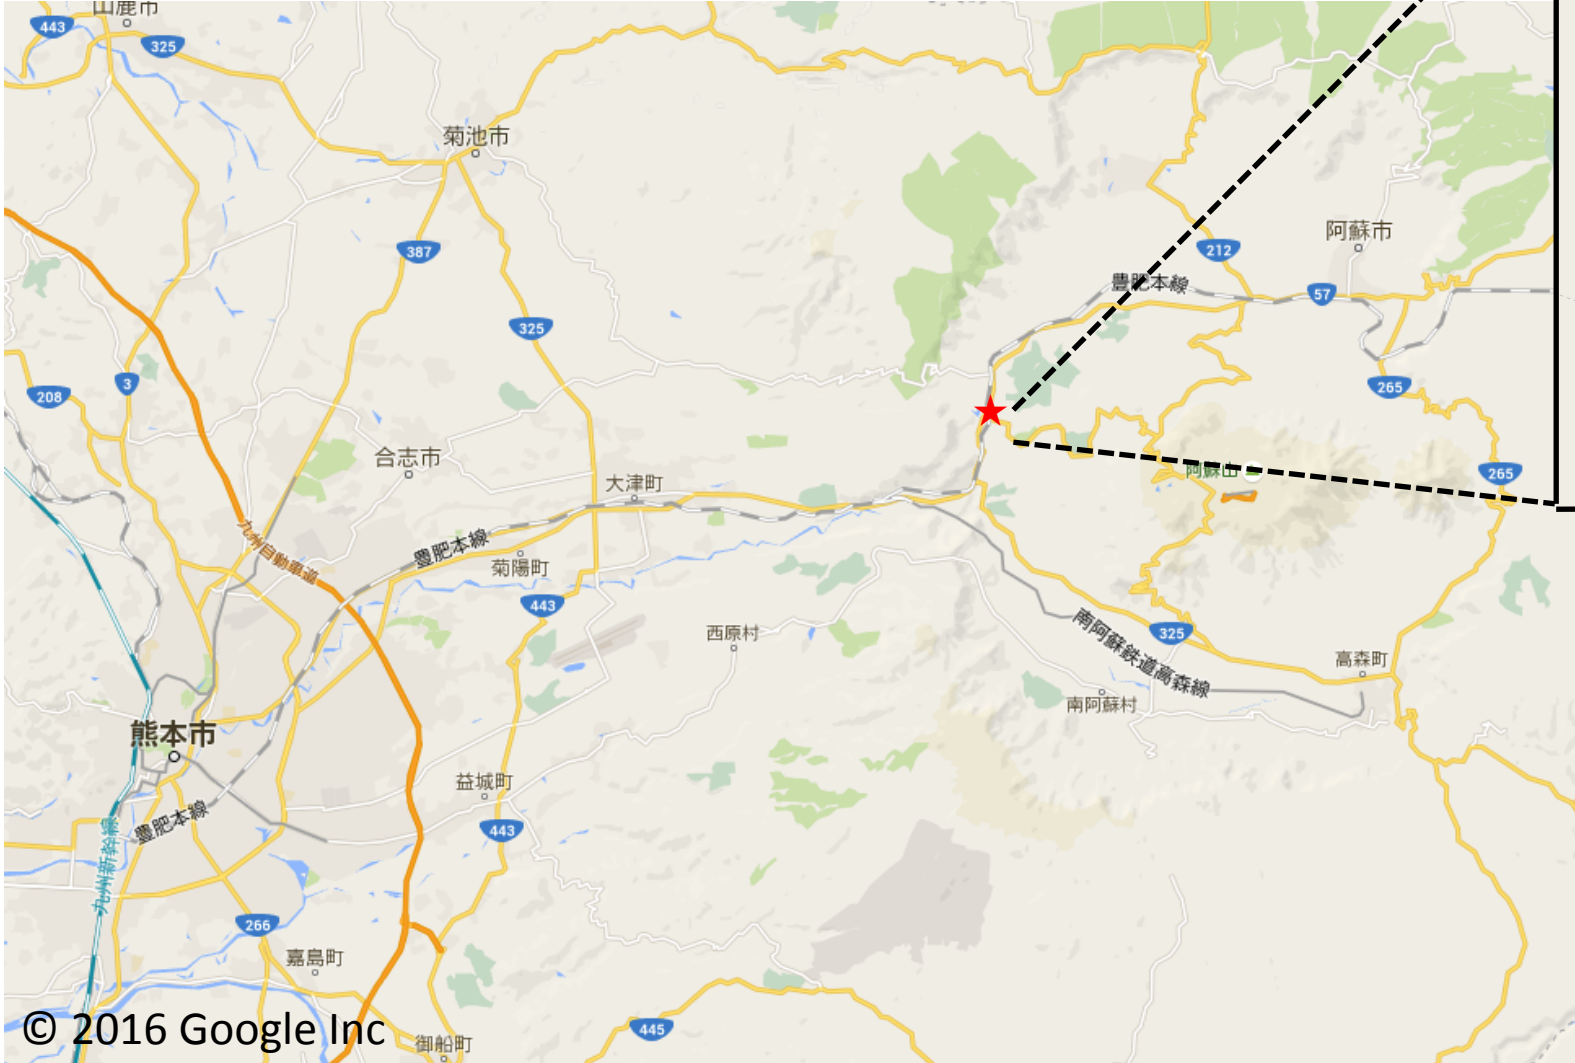 山鹿市
443
325
菊池市
387
212
阿蘇市
豊肥本線
57
325
3
208
265
合志市
大津町
阿蘇山
265
九州自動車道
豊肥本線
菊陽町
443
西原村
南阿蘇鉄道高森線
325
高森町
南阿蘇村
熊本市
益城町
豊肥本線
443
九州新幹線
266
嘉島町
© 2016 Google Inc
445
御船町